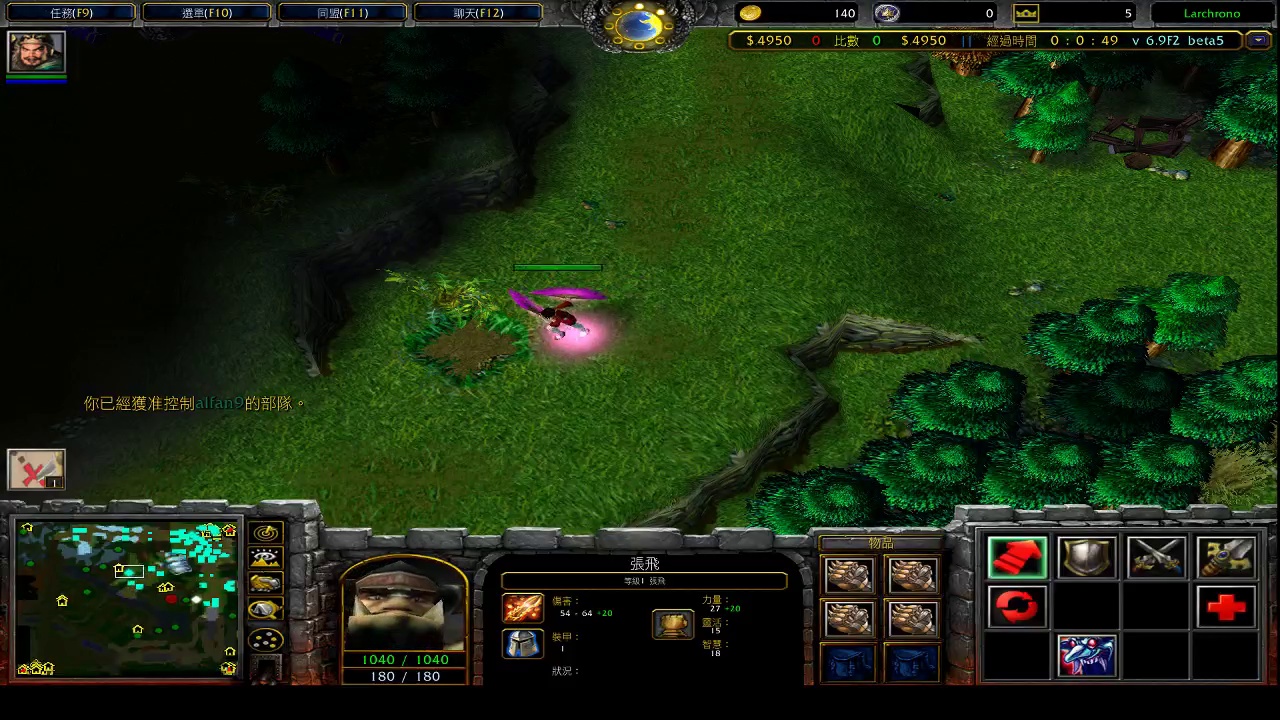 任務(F9) 選單(F10) 同盟(F11) 聊天(F12) 140 0 5 Larchrono
$4950 0 比數 0 $4950 || 經過時間 0 : 0 : 49 v 6.9F2 beta5
你已經獲准控制alfan9的部隊。
1
張飛
等級1 張飛
傷害：
54 - 64 +20
裝甲：
1
狀況：
力量：
27 +20
靈活：
15
智慧：
18
1040 / 1040
180 / 180
物品